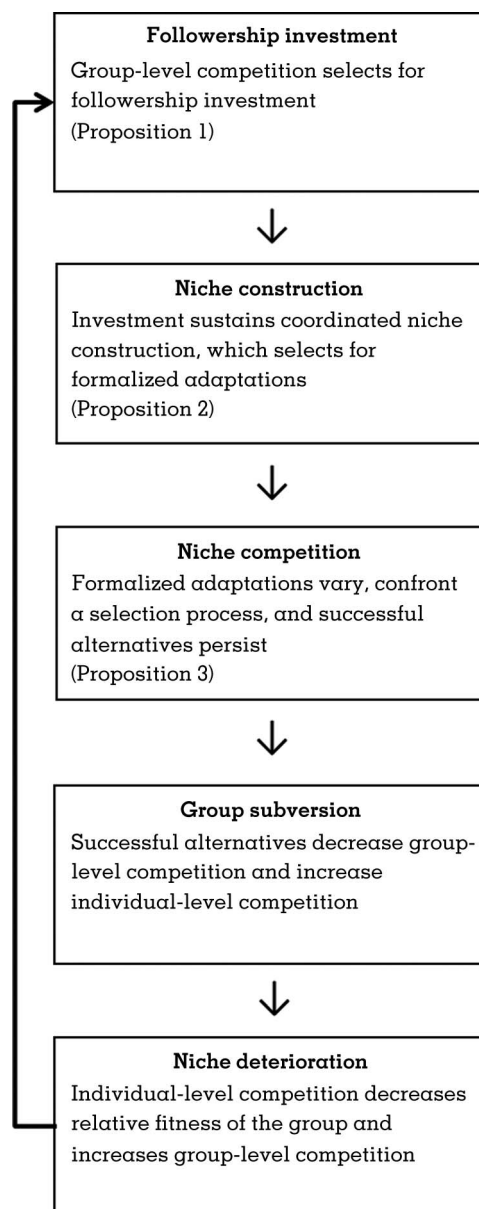 Followership investment
Group-level competition selects for
followership investment
(Proposition 1)
Niche construction
Investment sustains coordinated niche
construction, which selects for
formalized adaptations
(Proposition 2)
Niche competition
Formalized adaptations vary, confront
a selection process, and successful
alternatives persist
(Proposition 3)
Group subversion
Successful alternatives decrease group-
level competition and increase
individual-level competition
Niche deterioration
Individual-level competition decreases
relative fitness of the group and
increases group-level competition